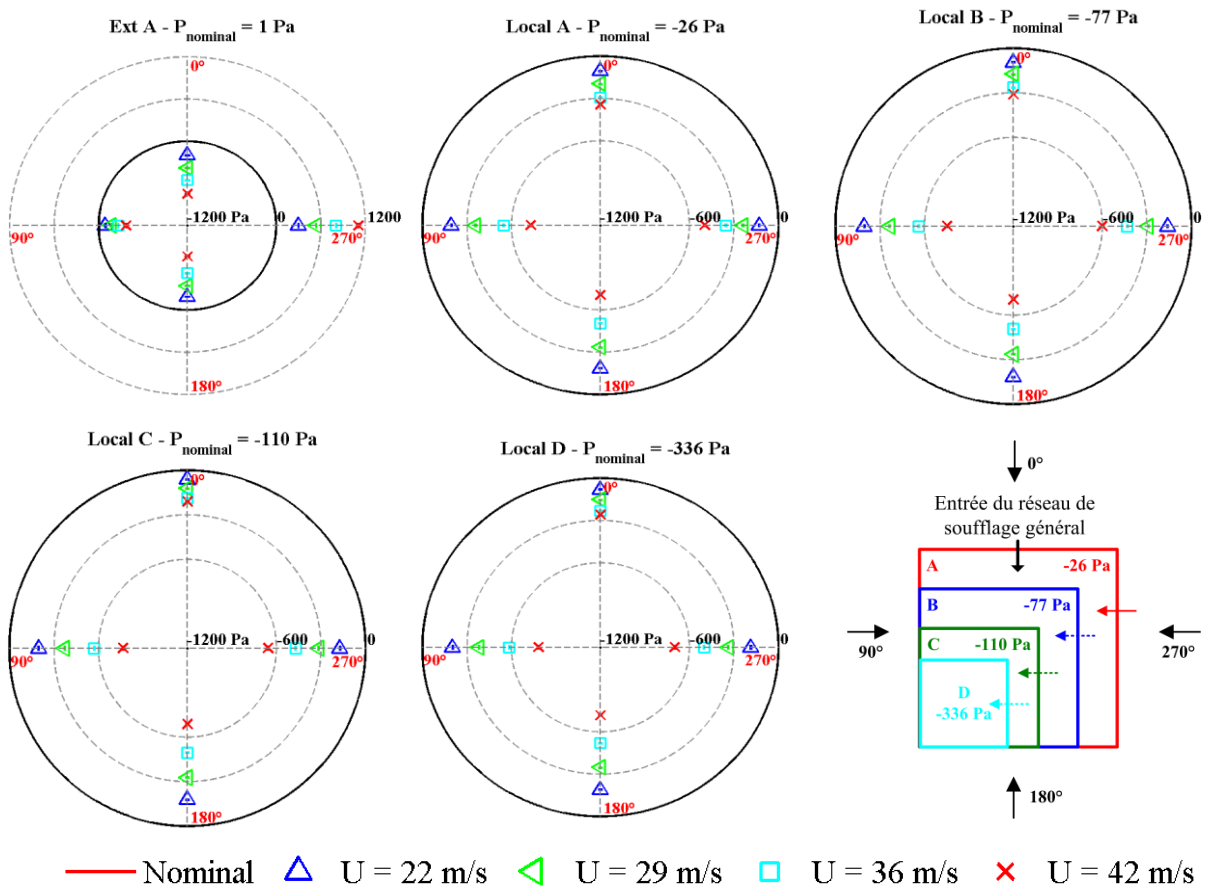 Ext A - Pnominal = 1 Pa
0°
-1200 Pa
0
1200
90°
270°
180°
Local A - Pnominal = -26 Pa
0°
-1200 Pa
-600
0
90°
270°
180°
Local B - Pnominal = -77 Pa
0°
-1200 Pa
-600
0
90°
270°
180°
Local C - Pnominal = -110 Pa
0°
-1200 Pa
-600
0
90°
270°
180°
Local D - Pnominal = -336 Pa
0°
-1200 Pa
-600
0
90°
270°
180°
0°
Entrée du réseau de
soufflage général
A
-26 Pa
B
-77 Pa
C
-110 Pa
D
-336 Pa
90°
270°
180°
Nominal U = 22 m/s U = 29 m/s U = 36 m/s U = 42 m/s